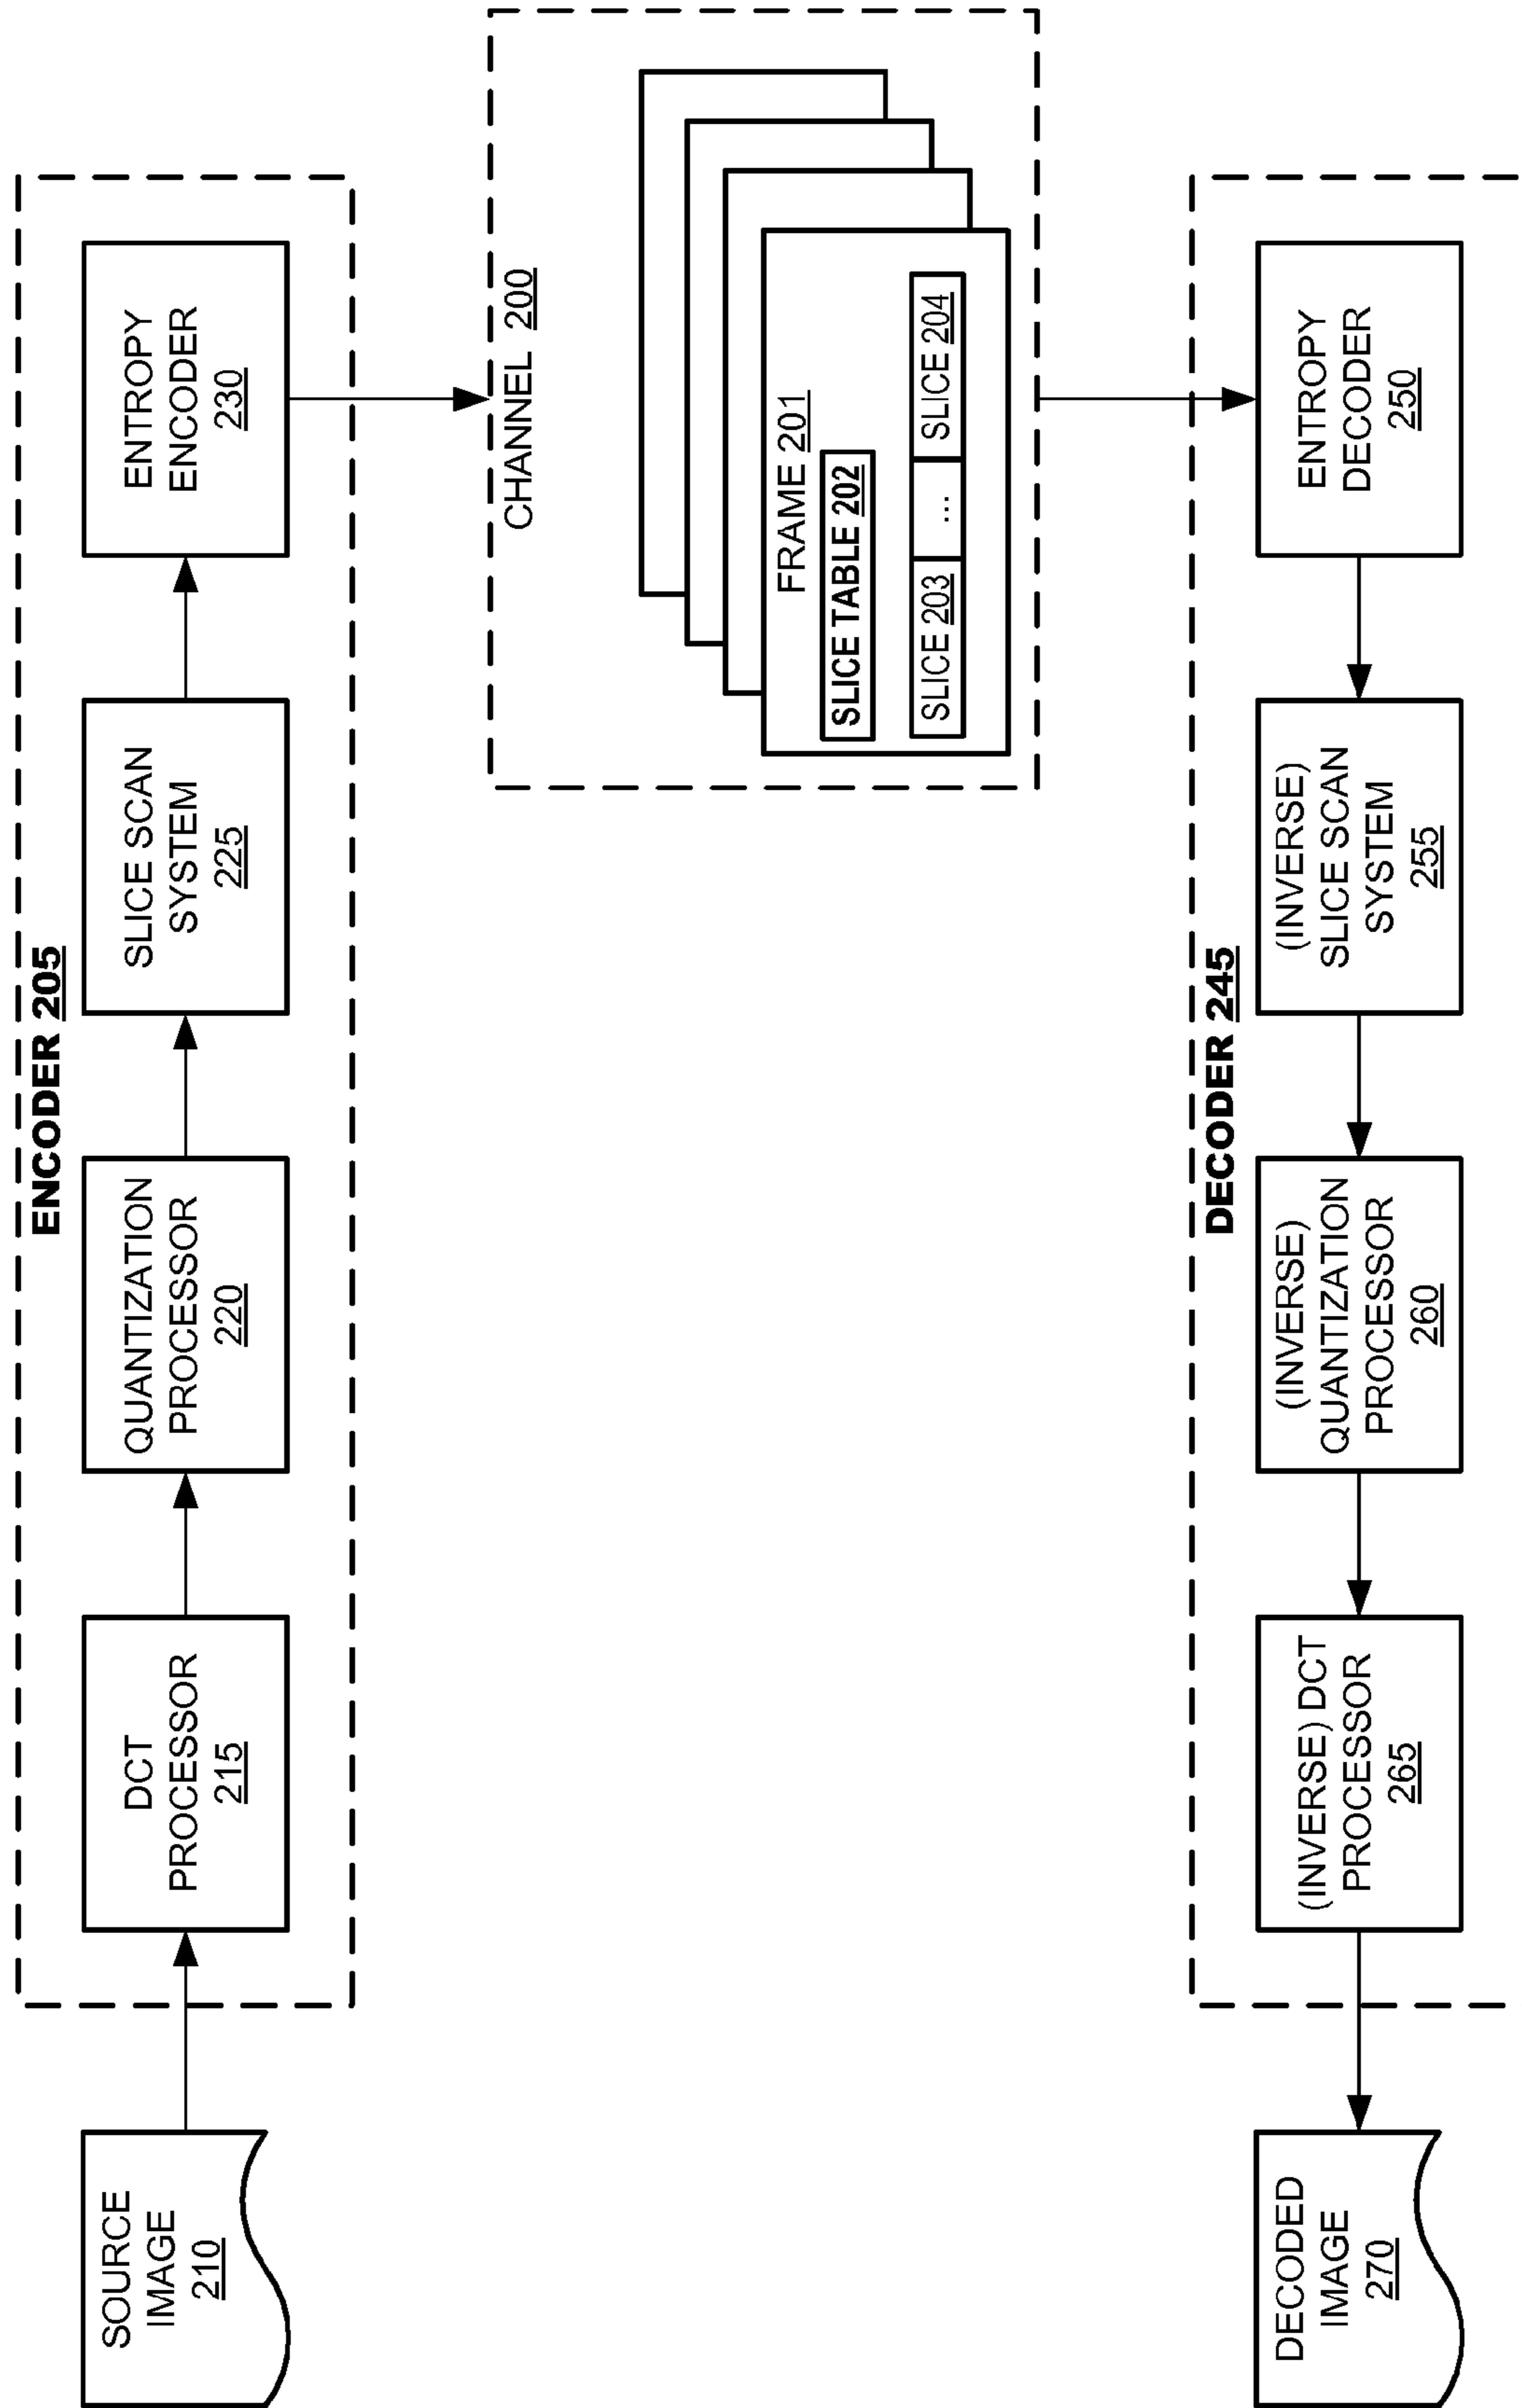 ENCODER 205
SOURCE
IMAGE
210
DCT
PROCESSOR
215
QUANTIZATION
PROCESSOR
220
SLICE SCAN
SYSTEM
225
ENTROPY
ENCODER
230
CHANNEL 200
FRAME 201
SLICE TABLE 202
SLICE 203
...
SLICE 204
DECODER 245
DECODED
IMAGE
270
(INVERSE) DCT
PROCESSOR
265
(INVERSE)
QUANTIZATION
PROCESSOR
260
(INVERSE)
SLICE SCAN
SYSTEM
255
ENTROPY
DECODER
250